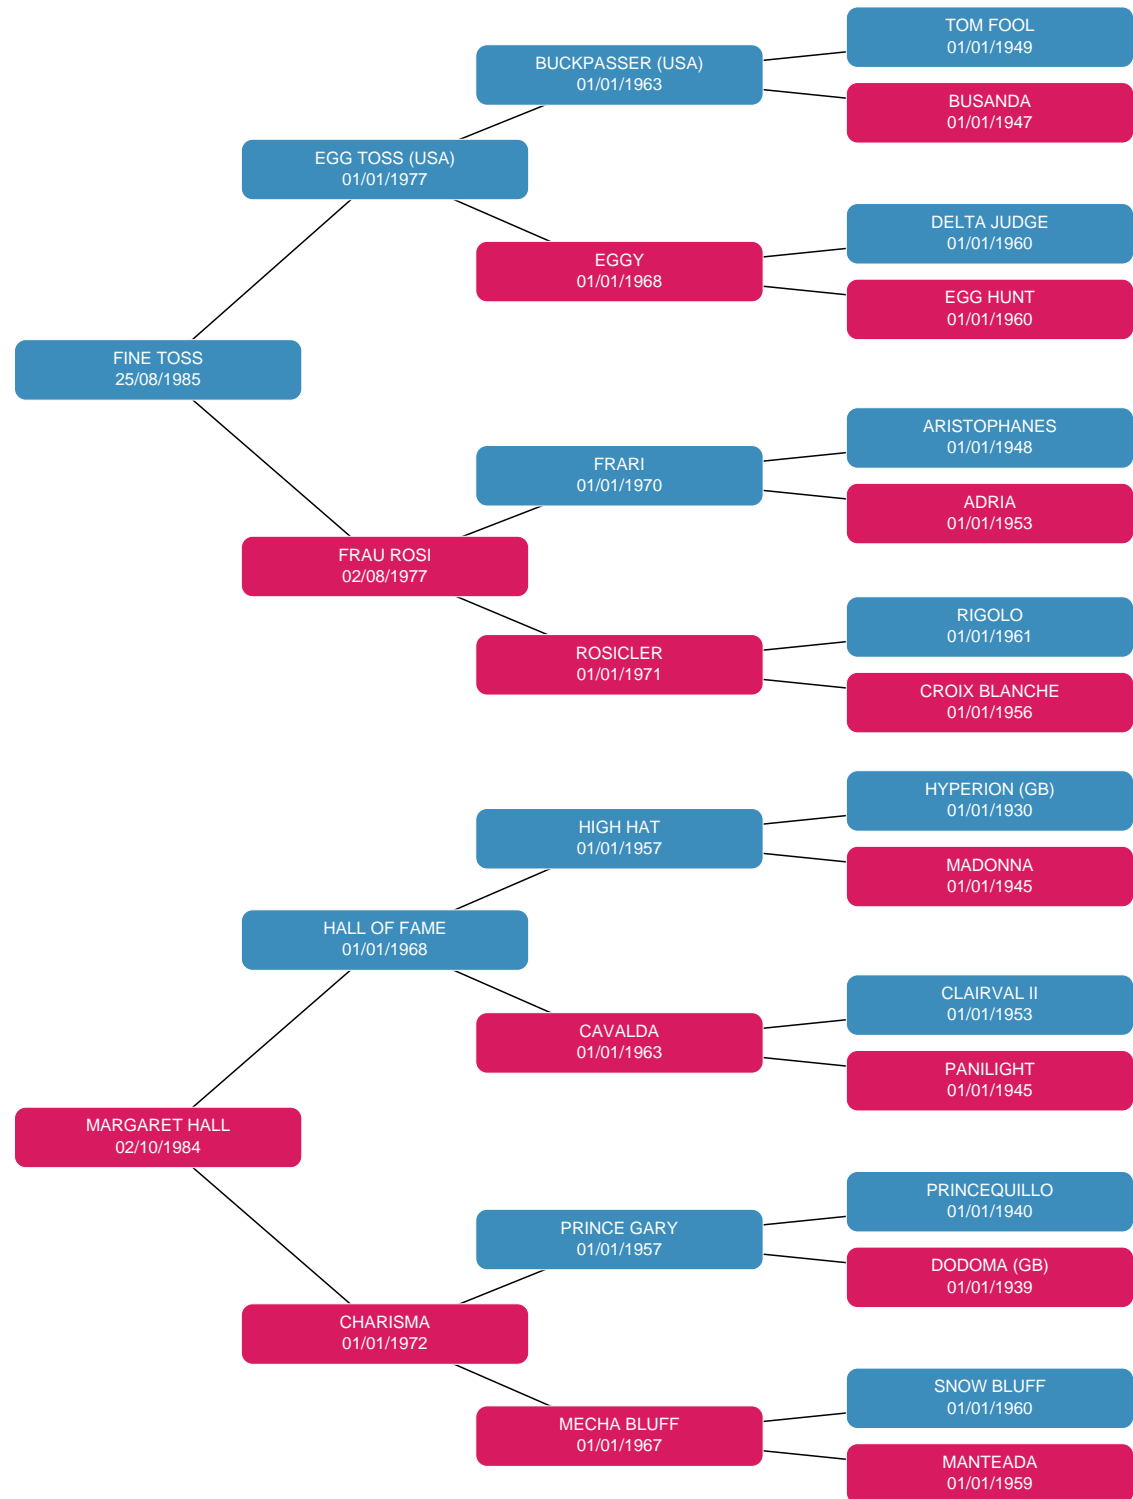 TOM FOOL
01/01/1949
BUCKPASSER (USA)
01/01/1963
BUSANDA
01/01/1947
EGG TOSS (USA)
01/01/1977
DELTA JUDGE
01/01/1960
EGGY
01/01/1968
EGG HUNT
01/01/1960
FINE TOSS
25/08/1985
ARISTOPHANES
01/01/1948
FRARI
01/01/1970
ADRIA
01/01/1953
FRAU ROSI
02/08/1977
RIGOLO
01/01/1961
ROSICLER
01/01/1971
CROIX BLANCHE
01/01/1956
HYPERION (GB)
01/01/1930
HIGH HAT
01/01/1957
MADONNA
01/01/1945
HALL OF FAME
01/01/1968
CLAIRVAL II
01/01/1953
CAVALDA
01/01/1963
PANILIGHT
01/01/1945
MARGARET HALL
02/10/1984
PRINCEQUILLO
01/01/1940
PRINCE GARY
01/01/1957
DODOMA (GB)
01/01/1939
CHARISMA
01/01/1972
SNOW BLUFF
01/01/1960
MECHA BLUFF
01/01/1967
MANTEADA
01/01/1959